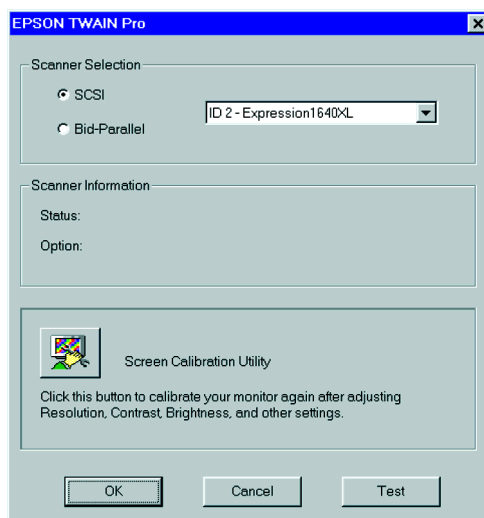 EPSON TWAIN Pro
Scanner Selection
SCSI
ID 2 - Expression1640XL
Bid-Parallel
Scanner Information
Status:
Option:
Screen Calibration Utility
Click this button to calibrate your monitor again after adjusting
Resolution, Contrast, Brightness, and other settings.
OK
Cancel
Test